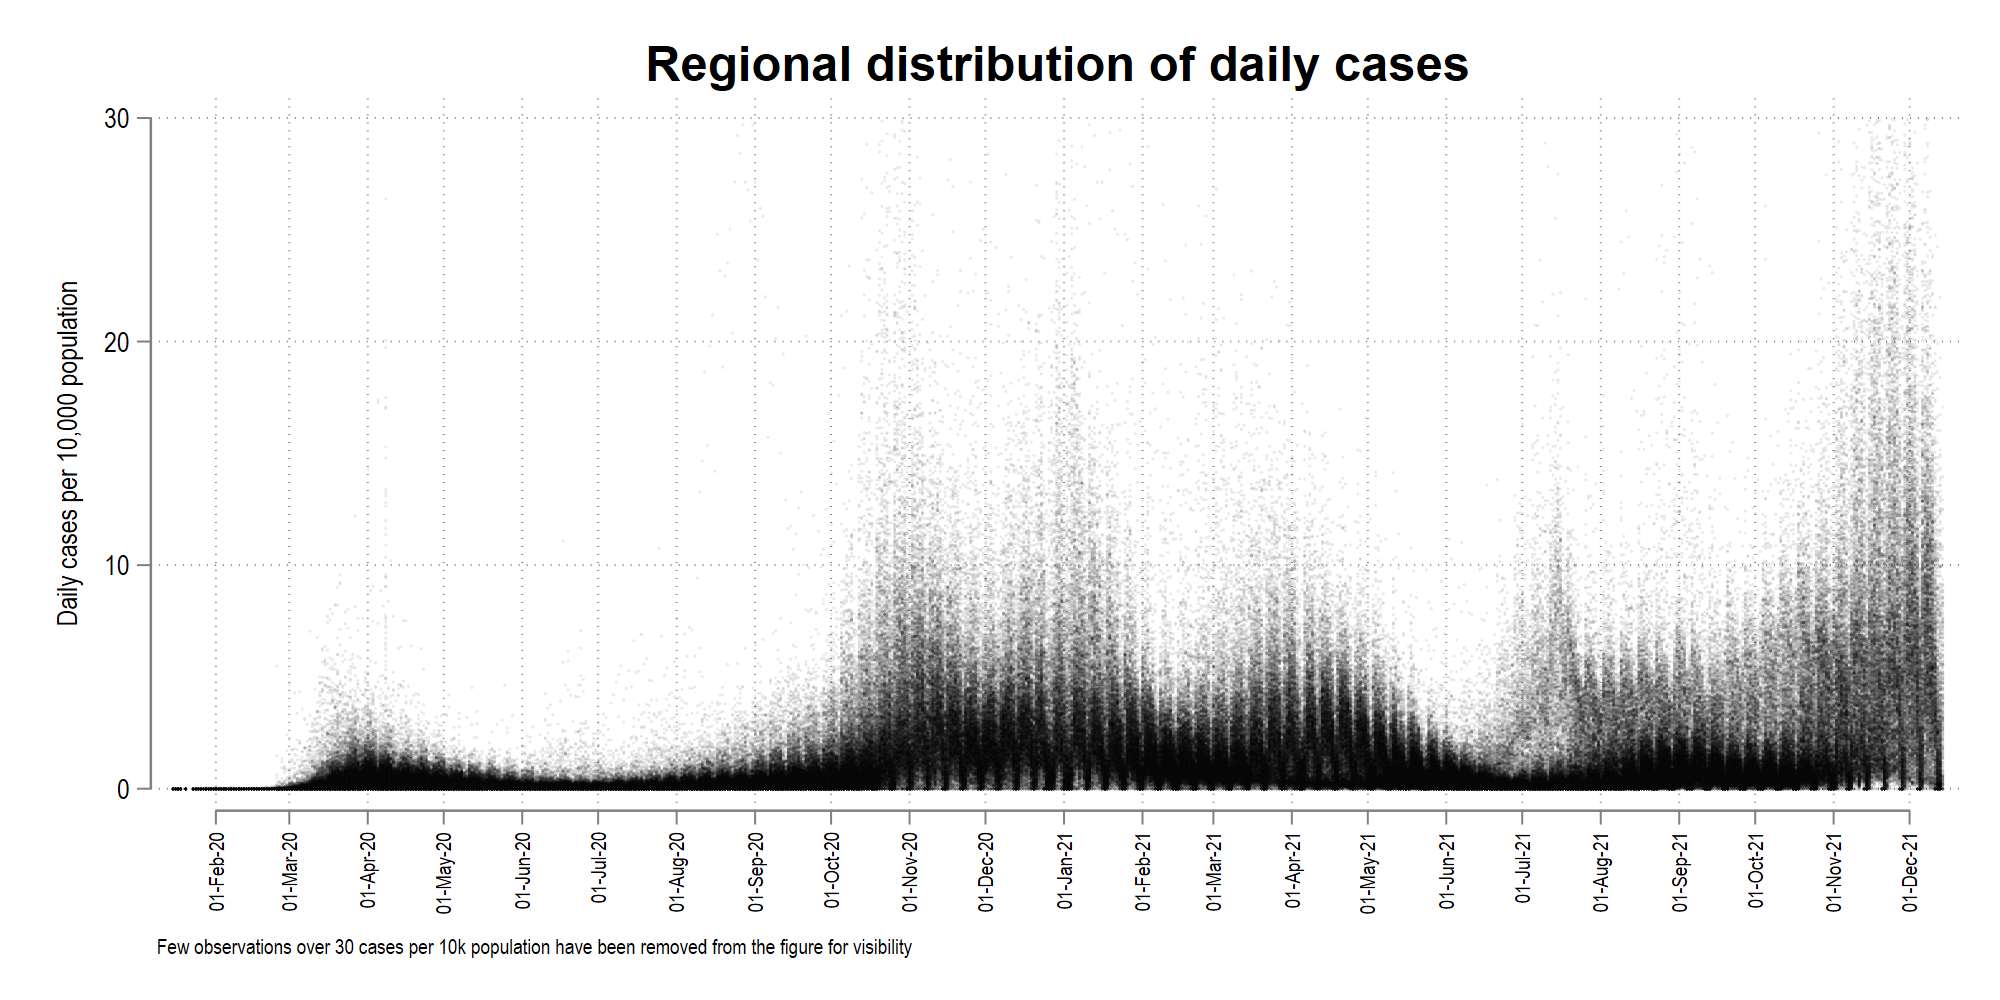 Regional distribution of daily cases
Daily cases per 10,000 population
30
20
10
0
01-Feb-20
01-Mar-20
01-Apr-20
01-May-20
01-Jun-20
01-Jul-20
01-Aug-20
01-Sep-20
01-Oct-20
01-Nov-20
01-Dec-20
01-Jan-21
01-Feb-21
01-Mar-21
01-Apr-21
01-May-21
01-Jun-21
01-Jul-21
01-Aug-21
01-Sep-21
01-Oct-21
01-Nov-21
01-Dec-21
Few observations over 30 cases per 10k population have been removed from the figure for visibility